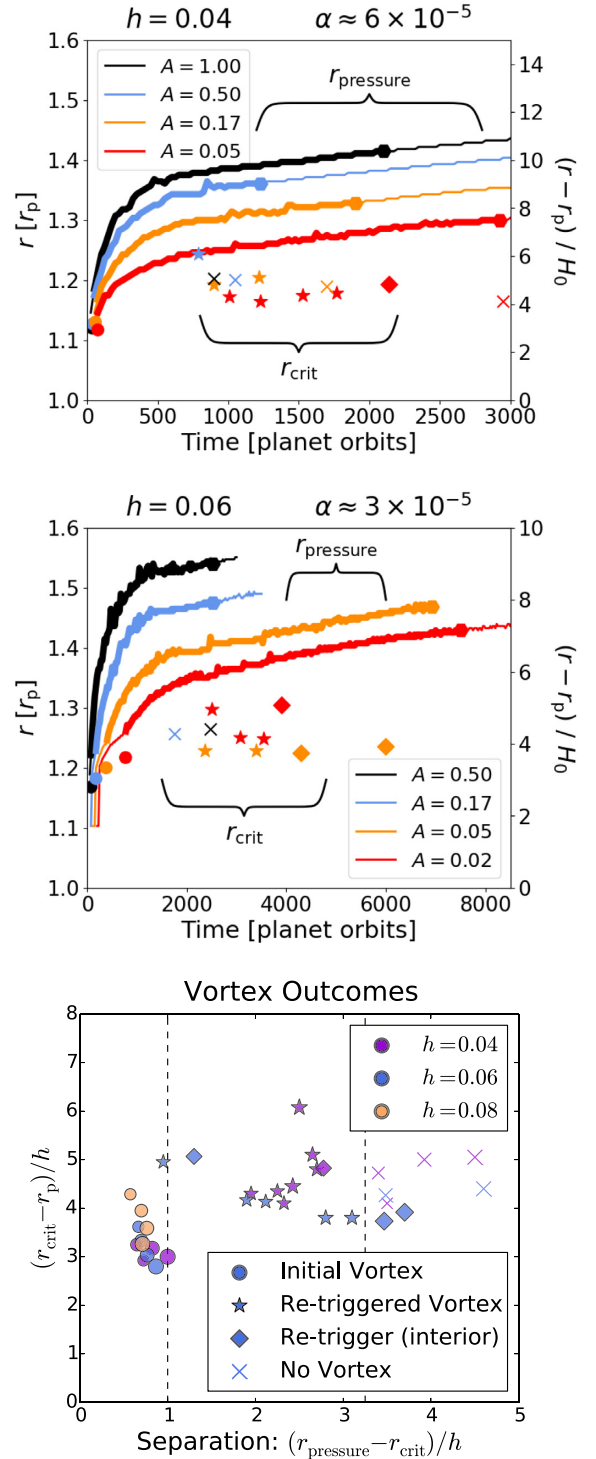 h = 0.04 α ≈ 6 × 10⁻⁵
1.6
1.5
1.4
1.3
1.2
1.1
1.0
r [rₚ]
A = 1.00
A = 0.50
A = 0.17
A = 0.05
r_pressure
r_crit
14
12
10
8
6
4
2
0
(r − rₚ) / H₀
0 500 1000 1500 2000 2500 3000
Time [planet orbits]
h = 0.06 α ≈ 3 × 10⁻⁵
1.6
1.5
1.4
1.3
1.2
1.1
1.0
r [rₚ]
r_pressure
r_crit
A = 0.50
A = 0.17
A = 0.05
A = 0.02
10
8
6
4
2
0
(r − rₚ) / H₀
0 2000 4000 6000 8000
Time [planet orbits]
Vortex Outcomes
8
7
6
5
4
3
2
1
0
(r_crit − rₚ)/h
h = 0.04
h = 0.06
h = 0.08
Initial Vortex
Re-triggered Vortex
Re-trigger (interior)
No Vortex
0 1 2 3 4 5
Separation: (r_pressure − r_crit)/h